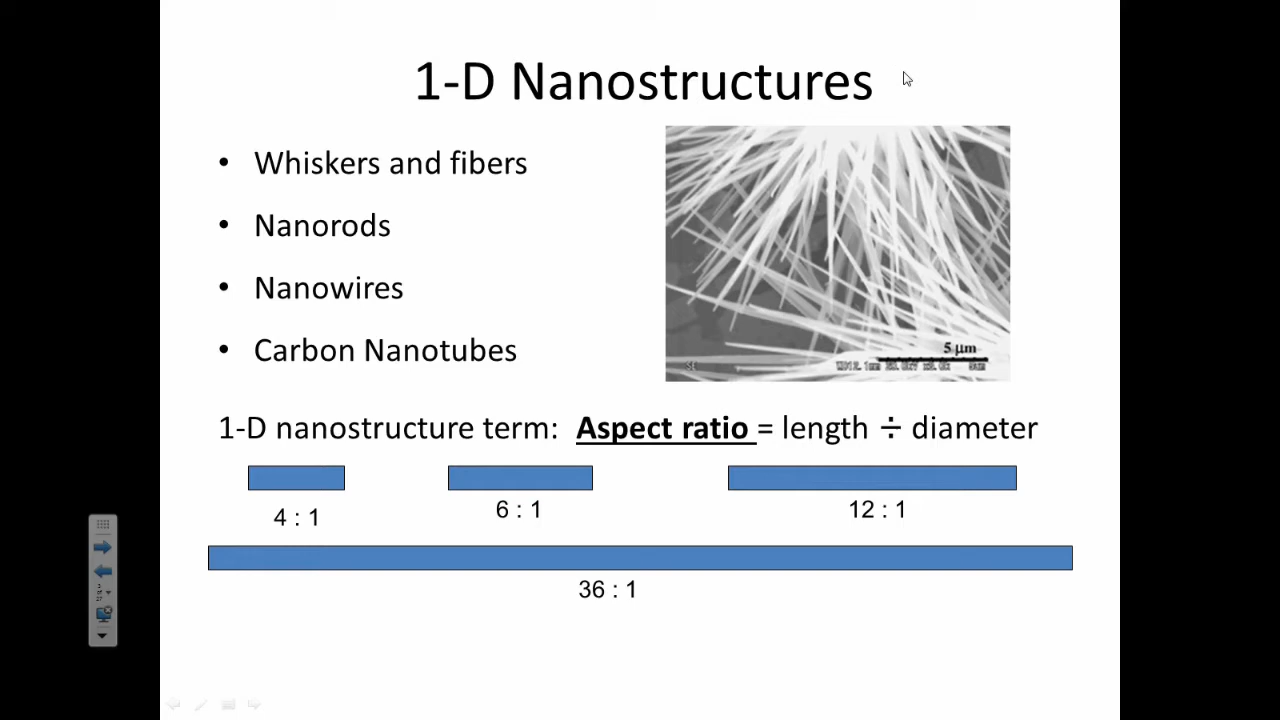 1-D Nanostructures
• Whiskers and fibers
• Nanorods
• Nanowires
• Carbon Nanotubes
5 μm
SE
1-D nanostructure term: Aspect ratio = length ÷ diameter
4 : 1
6 : 1
12 : 1
36 : 1